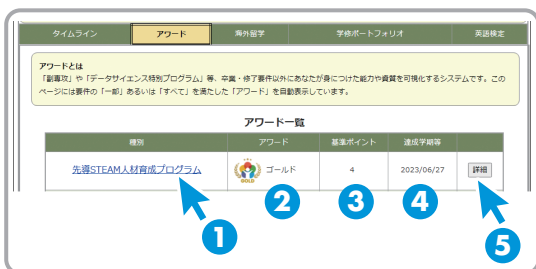 タイムライン アワード 海外留学 学修ポートフォリオ 英語検定
アワードとは
「副専攻」や「データサイエンス特別プログラム」等、卒業・修了要件以外にあなたが身につけた能力や資質を可視化するシステムです。この
ページには要件の「一部」あるいは「すべて」を満たした「アワード」を自動表示しています。
アワード一覧
種別 アワード 基準ポイント 達成学期等
先導STEAM人材育成プログラム GOLD ゴールド 4 2023/06/27 詳細
1 2 3 4 5